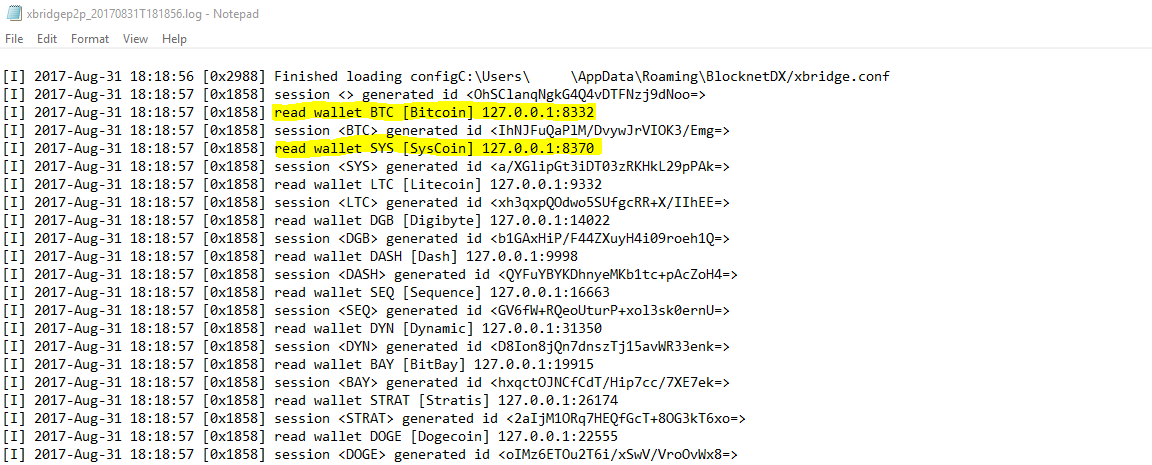 xbridgep2p_20170831T181856.log - Notepad
File Edit Format View Help
[I] 2017-Aug-31 18:18:56 [0x2988] Finished loading configC:\Users\ \AppData\Roaming\BlocknetDX/xbridge.conf
[I] 2017-Aug-31 18:18:57 [0x1858] session <> generated id <OhSClanqNgkG4Q4vDTFNzj9dNoo=>
[I] 2017-Aug-31 18:18:57 [0x1858] read wallet BTC [Bitcoin] 127.0.0.1:8332
[I] 2017-Aug-31 18:18:57 [0x1858] session <BTC> generated id <IhNJFuQaPlM/DvywJrVIOK3/Emg=>
[I] 2017-Aug-31 18:18:57 [0x1858] read wallet SYS [SysCoin] 127.0.0.1:8370
[I] 2017-Aug-31 18:18:57 [0x1858] session <SYS> generated id <a/XGlipGt3iDT03zRKHkL29pPAk=>
[I] 2017-Aug-31 18:18:57 [0x1858] read wallet LTC [Litecoin] 127.0.0.1:9332
[I] 2017-Aug-31 18:18:57 [0x1858] session <LTC> generated id <xh3qxpQOdwo5SUfgcRR+X/IIhEE=>
[I] 2017-Aug-31 18:18:57 [0x1858] read wallet DGB [Digibyte] 127.0.0.1:14022
[I] 2017-Aug-31 18:18:57 [0x1858] session <DGB> generated id <b1GAxHiP/F44ZXuyH4i09roeh1Q=>
[I] 2017-Aug-31 18:18:57 [0x1858] read wallet DASH [Dash] 127.0.0.1:9998
[I] 2017-Aug-31 18:18:57 [0x1858] session <DASH> generated id <QYFuYBYKDhnyeMKb1tc+pAcZoH4=>
[I] 2017-Aug-31 18:18:57 [0x1858] read wallet SEQ [Sequence] 127.0.0.1:16663
[I] 2017-Aug-31 18:18:57 [0x1858] session <SEQ> generated id <GV6fW+RQeoUturP+xol3sk0ernU=>
[I] 2017-Aug-31 18:18:57 [0x1858] read wallet DYN [Dynamic] 127.0.0.1:31350
[I] 2017-Aug-31 18:18:57 [0x1858] session <DYN> generated id <D8Ion8jQn7dnszTj15avWR33enk=>
[I] 2017-Aug-31 18:18:57 [0x1858] read wallet BAY [BitBay] 127.0.0.1:19915
[I] 2017-Aug-31 18:18:57 [0x1858] session <BAY> generated id <hxqctOJNCfCdT/Hip7cc/7XE7ek=>
[I] 2017-Aug-31 18:18:57 [0x1858] read wallet STRAT [Stratis] 127.0.0.1:26174
[I] 2017-Aug-31 18:18:57 [0x1858] session <STRAT> generated id <2aIjM1ORq7HEQfGcT+8OG3kT6xo=>
[I] 2017-Aug-31 18:18:57 [0x1858] read wallet DOGE [Dogecoin] 127.0.0.1:22555
[I] 2017-Aug-31 18:18:57 [0x1858] session <DOGE> generated id <oIMz6ETOu2T6i/xSwV/VroOvWx8=>